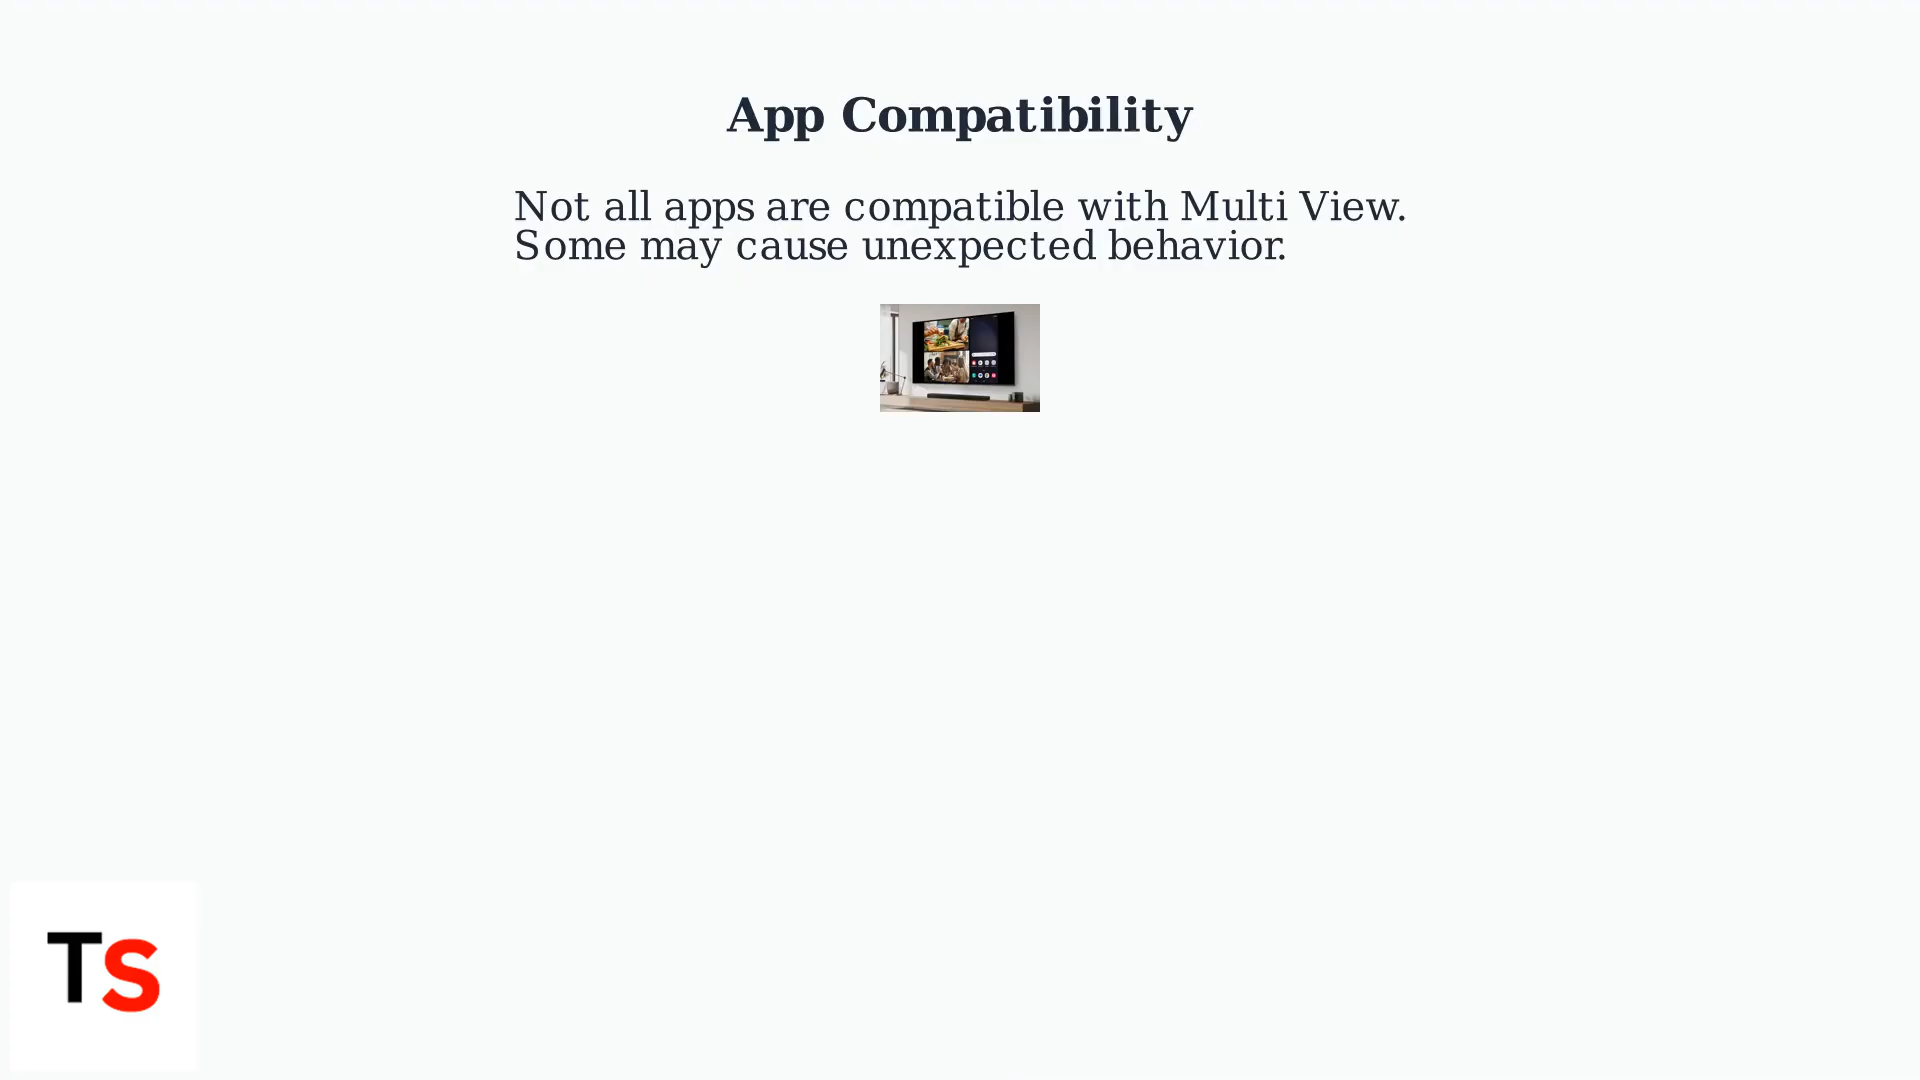 App Compatibility
Not all apps are compatible with Multi View.
Some may cause unexpected behavior.
TS